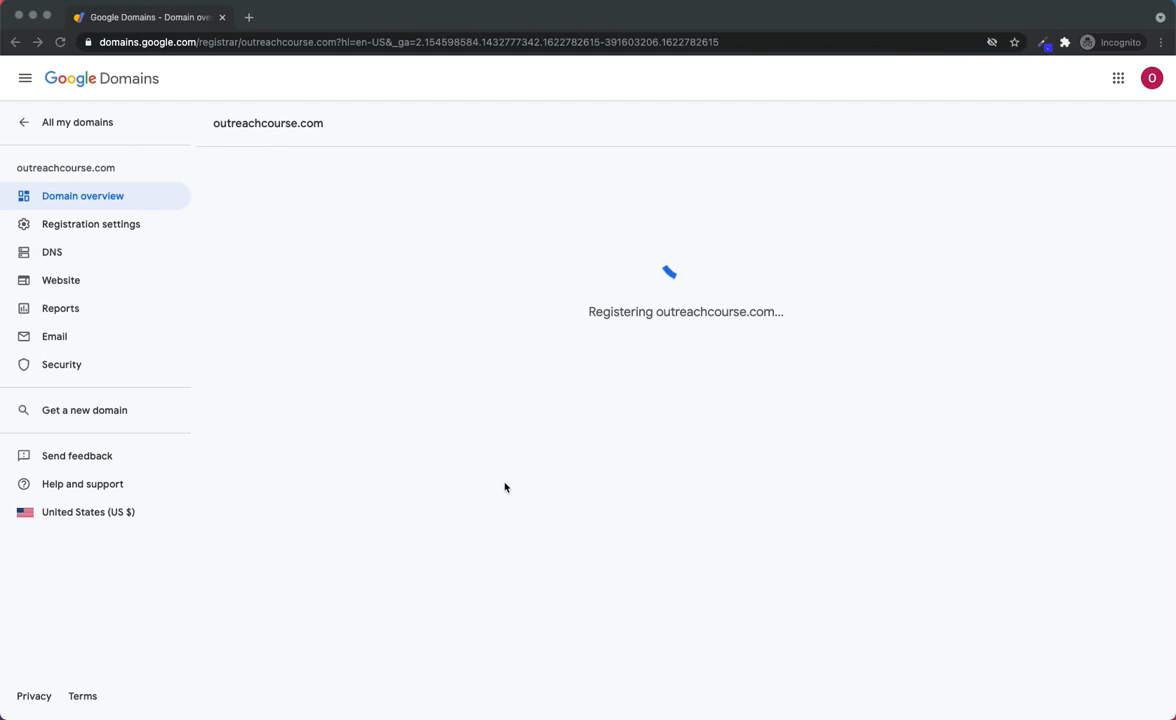 Google Domains - Domain ove
domains.google.com/registrar/outreachcourse.com?hl=en-US&_ga=2.154598584.1432777342.1622782615-391603206.1622782615
Incognito
Google Domains
O
All my domains
outreachcourse.com
outreachcourse.com
Domain overview
Registration settings
DNS
Website
Reports
Email
Security
Registering outreachcourse.com...
Get a new domain
Send feedback
Help and support
United States (US $)
Privacy Terms